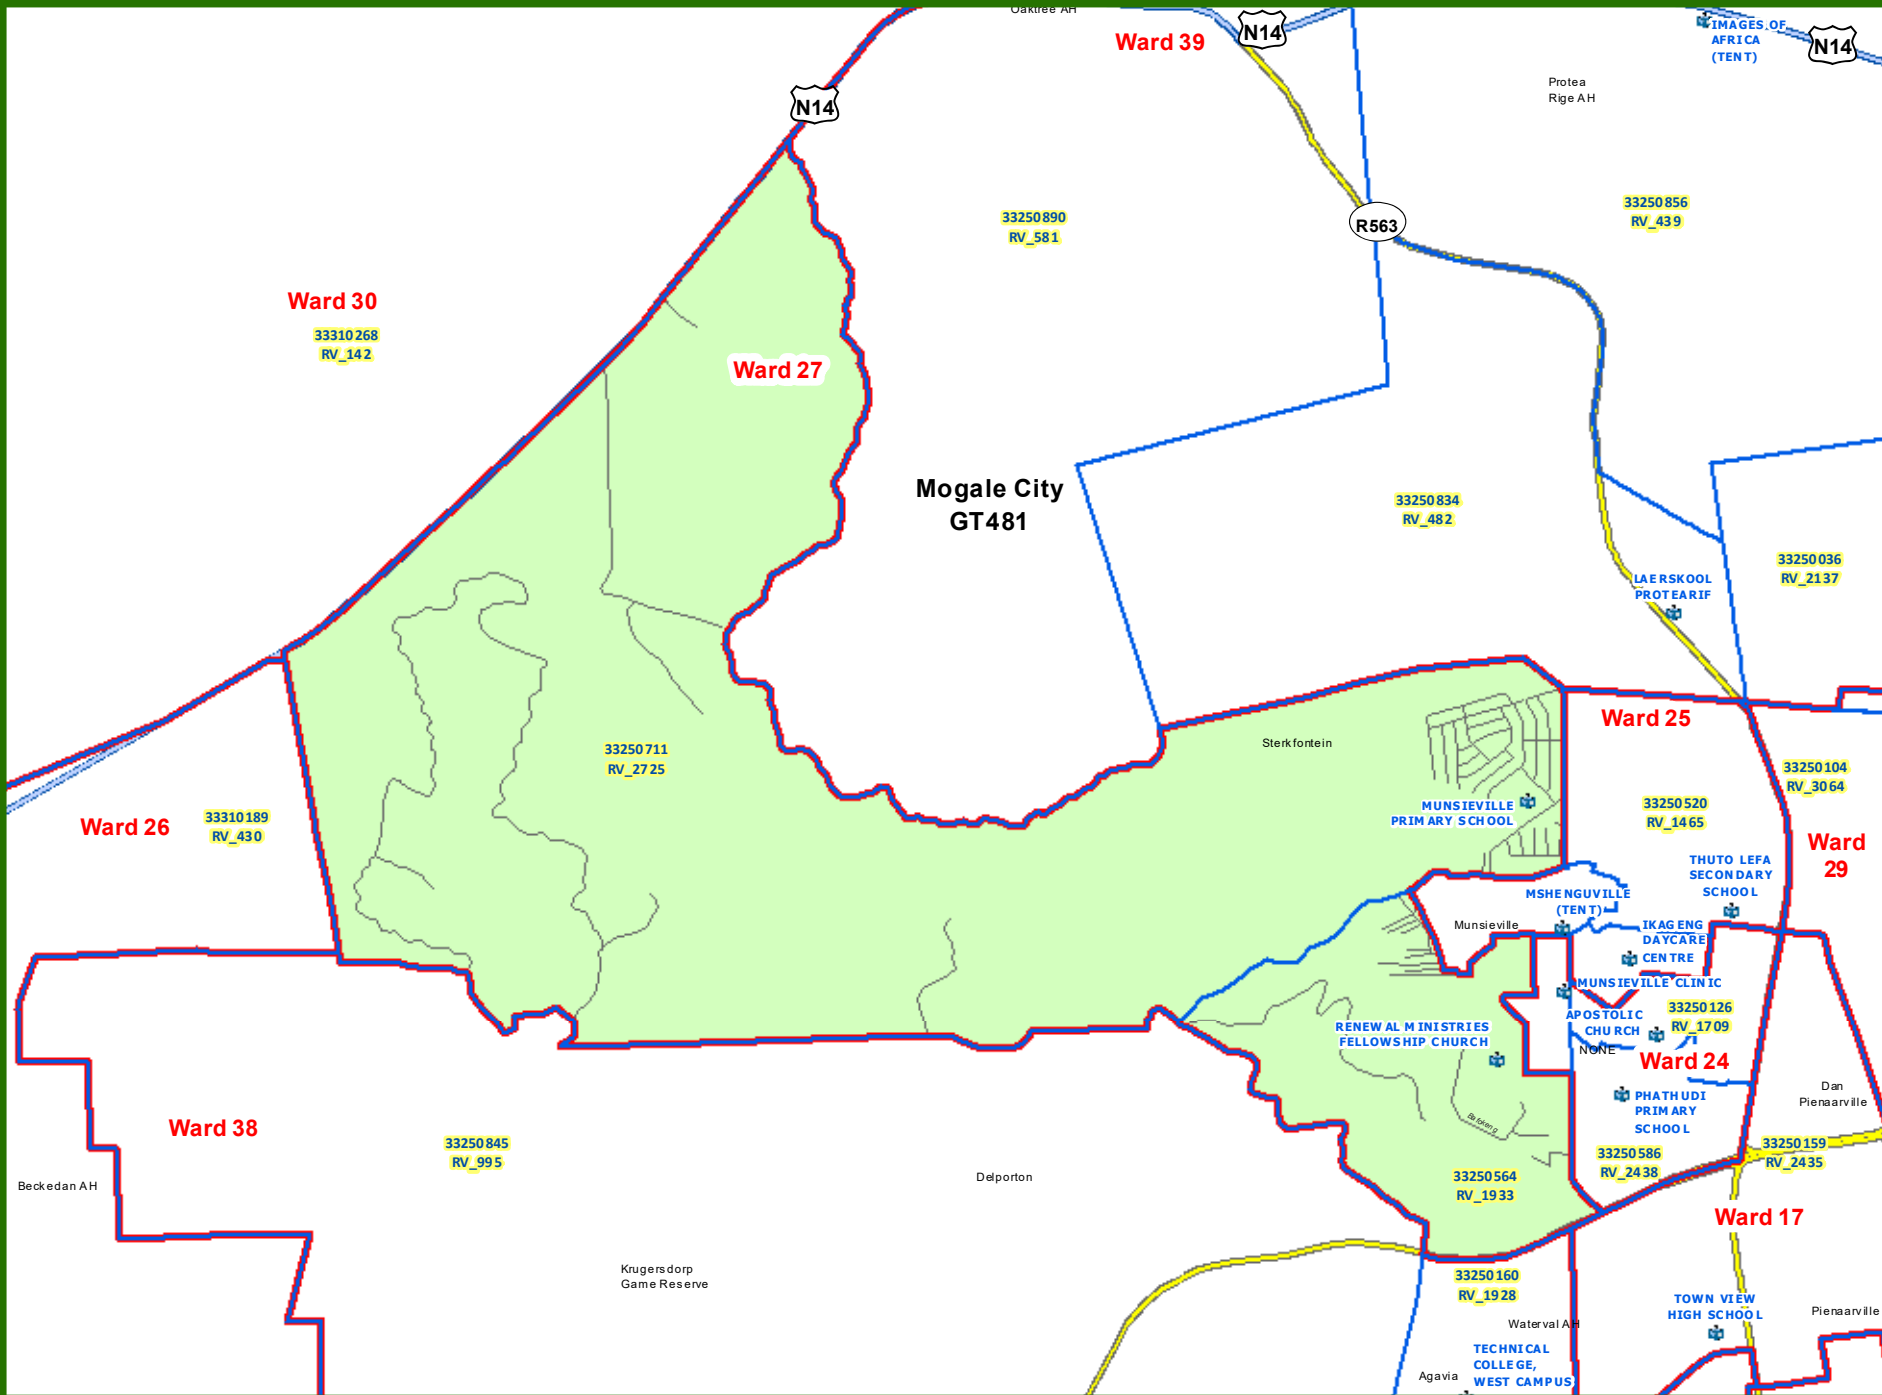 Oaktree AH
Ward 39
N14
IMAGES OF
AFRICA
(TENT)
N14
Protea
Rige AH
N14
33250890
RV_581
R563
33250856
RV_439
Ward 30
33310268
RV_142
Ward 27
Mogale City
GT481
33250834
RV_482
33250036
RV_2137
LAERSKOOL
PROTEARIF
Ward 25
Sterkfontein
33250711
RV_2725
33250104
RV_3064
MUNSIEVILLE
PRIMARY SCHOOL
33250520
RV_1465
Ward 26
33310189
RV_430
Ward
29
THUTO LEFA
SECONDARY
SCHOOL
MSHENGUVILLE
(TENT)
Munsieville
IKAGENG
DAYCARE
CENTRE
MUNSIEVILLE CLINIC
33250126
RV_1709
APOSTOLIC
CHURCH
RENEWAL MINISTRIES
FELLOWSHIP CHURCH
NONE
Ward 24
Dan
Pienaarville
PHATHUDI
PRIMARY
SCHOOL
Bafokeng
Ward 38
33250845
RV_995
33250586
RV_2438
33250159
RV_2435
Beckedan AH
Delporton
33250564
RV_1933
Ward 17
Krugersdorp
Game Reserve
33250160
RV_1928
TOWN VIEW
HIGH SCHOOL
Pienaarville
Waterval AH
TECHNICAL
COLLEGE,
WEST CAMPUS
Agavia